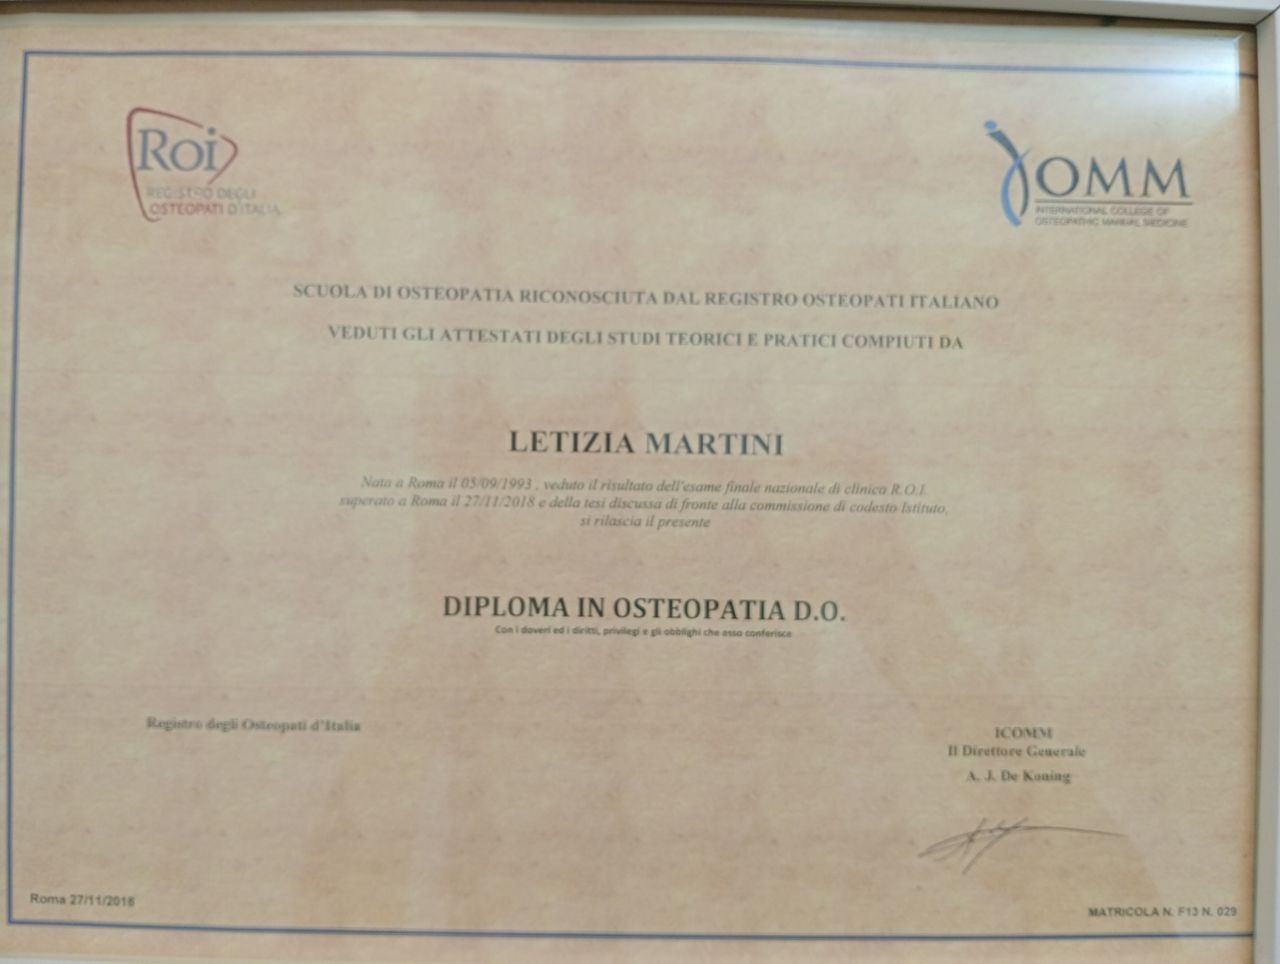 Roi
REGISTRO DEGLI
OSTEOPATI D'ITALIA
ICOMM
INTERNATIONAL COLLEGE OF
OSTEOPATHIC MANUAL MEDICINE
SCUOLA DI OSTEOPATIA RICONOSCIUTA DAL REGISTRO OSTEOPATI ITALIANO
VEDUTI GLI ATTESTATI DEGLI STUDI TEORICI E PRATICI COMPIUTI DA
LETIZIA MARTINI
Nata a Roma il 05/09/1993 , veduto il risultato dell'esame finale nazionale di clinica R.O.I.
superato a Roma il 27/11/2018 e della tesi discussa di fronte alla commissione di codesto Istituto,
si rilascia il presente
DIPLOMA IN OSTEOPATIA D.O.
Con i doveri ed i diritti, privilegi e gli obblighi che esso conferisce
Registro degli Osteopati d'Italia
ICOMM
Il Direttore Generale
A. J. De Koning
Roma 27/11/2018
MATRICOLA N. F13 N. 029